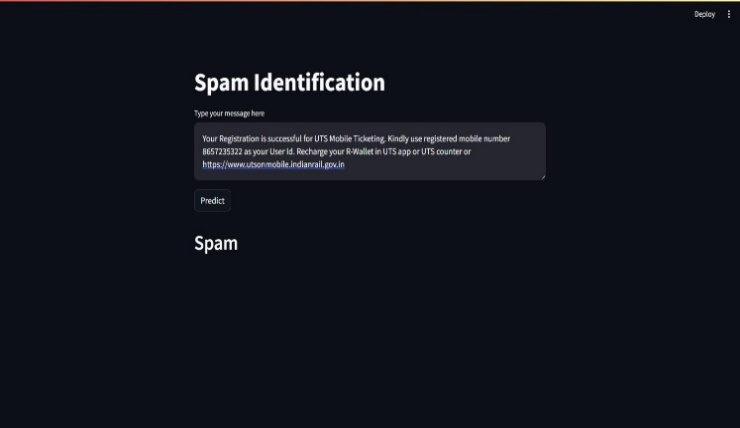 Deploy
Spam Identification
Type your message here
Your Registration is successful for UTS Mobile Ticketing. Kindly use registered mobile number
8657235322 as your User Id. Recharge your R-Wallet in UTS app or UTS counter or
https://www.utsonmobile.indianrail.gov.in
Predict
Spam